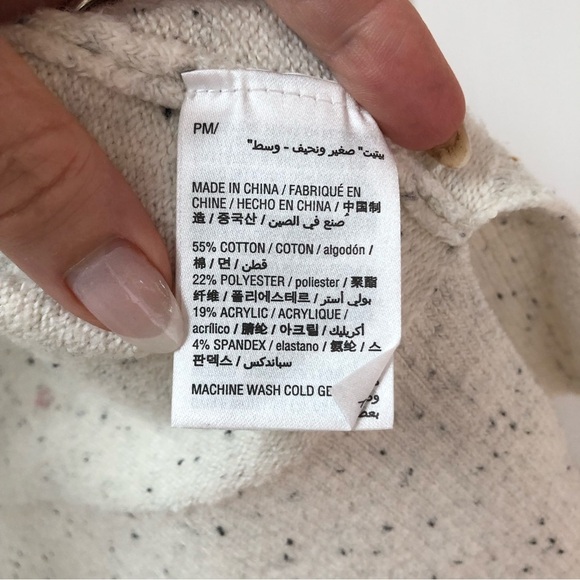 PM/
بيتيت" صغير ونحيف - وسط"
MADE IN CHINA / FABRIQUÉ EN
CHINE / HECHO EN CHINA / 中国制
造 / 중국산 / صنع في الصين /
55% COTTON / COTON / algodón /
棉 / 면 / قطن /
22% POLYESTER / poliester / 聚酯
纤维 / 폴리에스테르 / بولي أستر /
19% ACRYLIC / ACRYLIQUE /
acrílico / 腈纶 / 아크릴 / أكريليك /
4% SPANDEX / elastano / 氨纶 / 스
판덱스 / سباندكس /
MACHINE WASH COLD GE